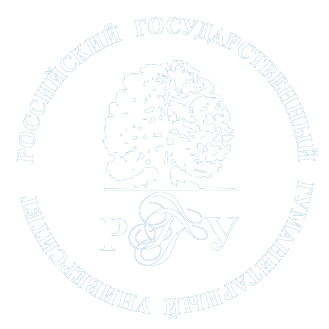 РОССИЙСКИЙ ГОСУДАРСТВЕННЫЙ
ГУМАНИТАРНЫЙ УНИВЕРСИТЕТ
РГГУ